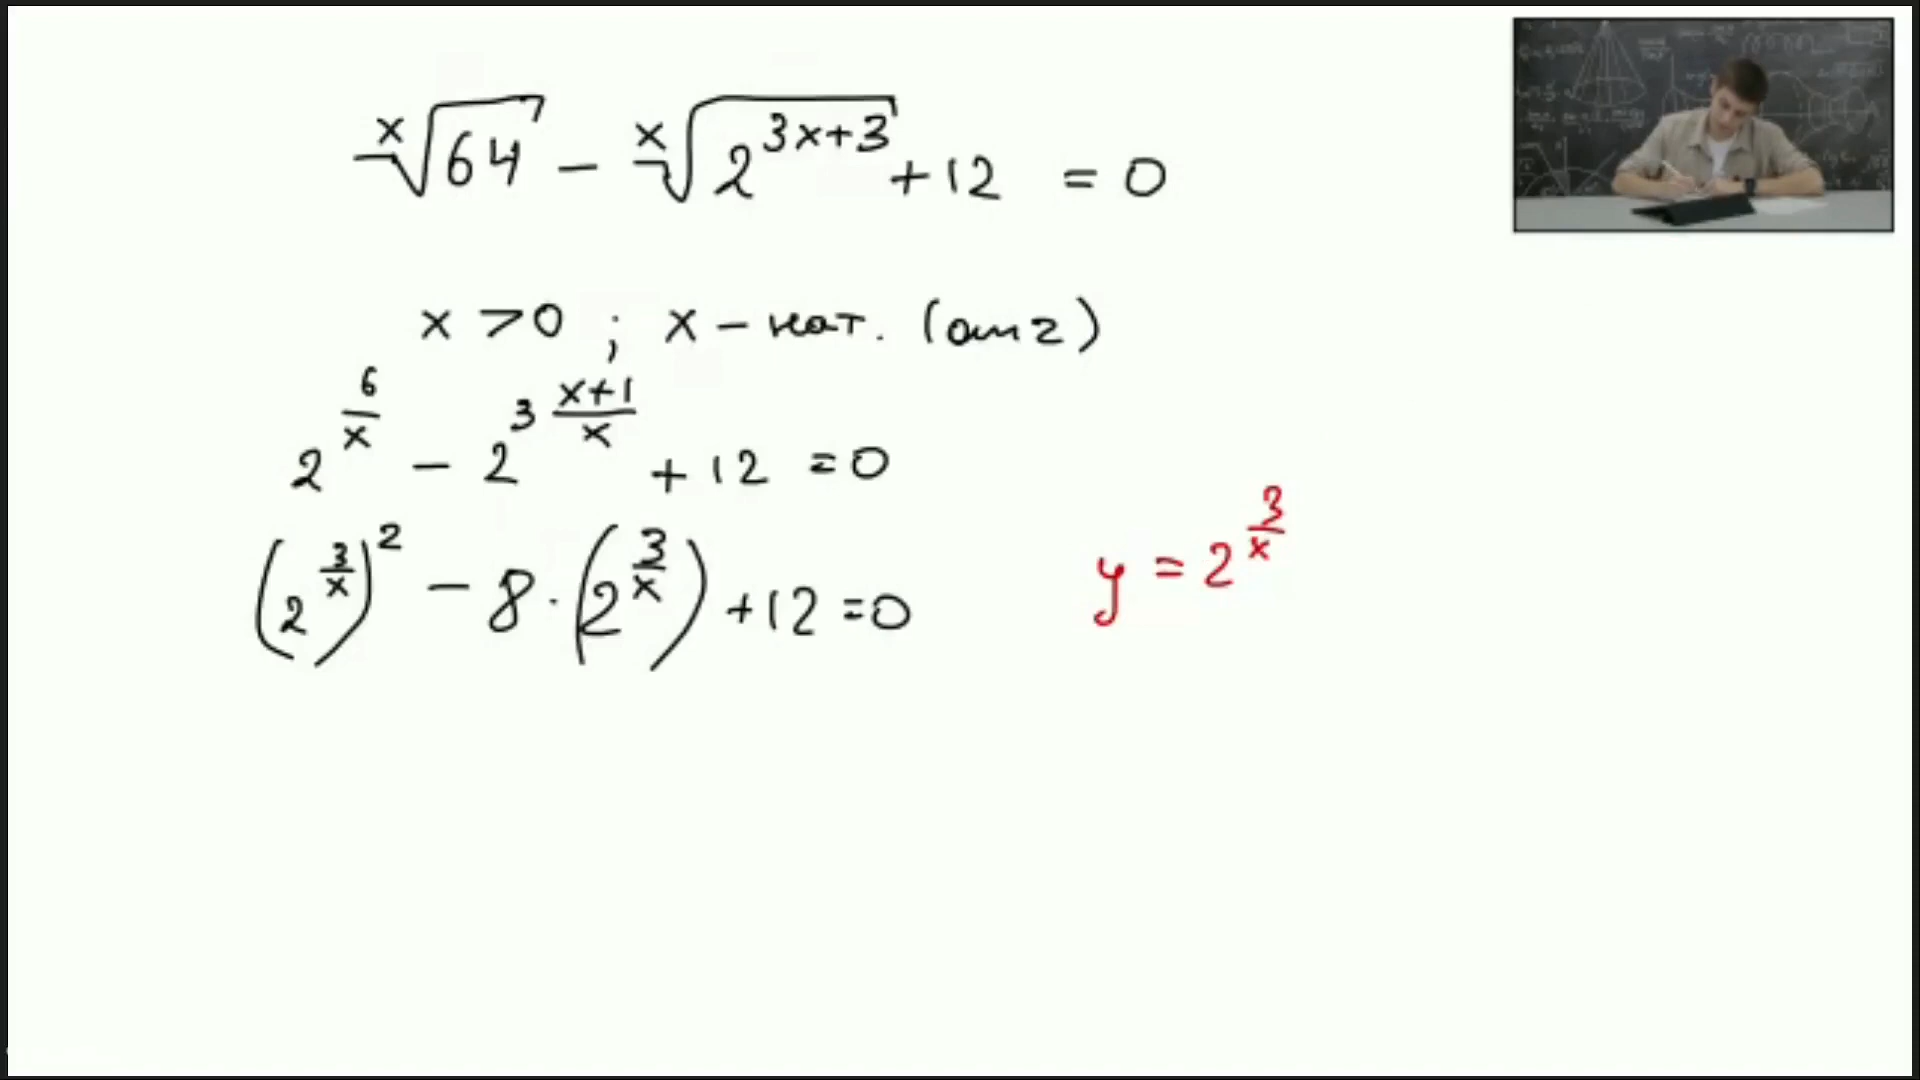 ˣ√64 − ˣ√(2^(3x+3)) + 12 = 0
x > 0 ; x − нат.
2^(6/x) − 2^(3 (x+1)/x) + 12 = 0
(2^(3/x))² − 8 · (2^(3/x)) + 12 = 0
y = 2^(3/x)